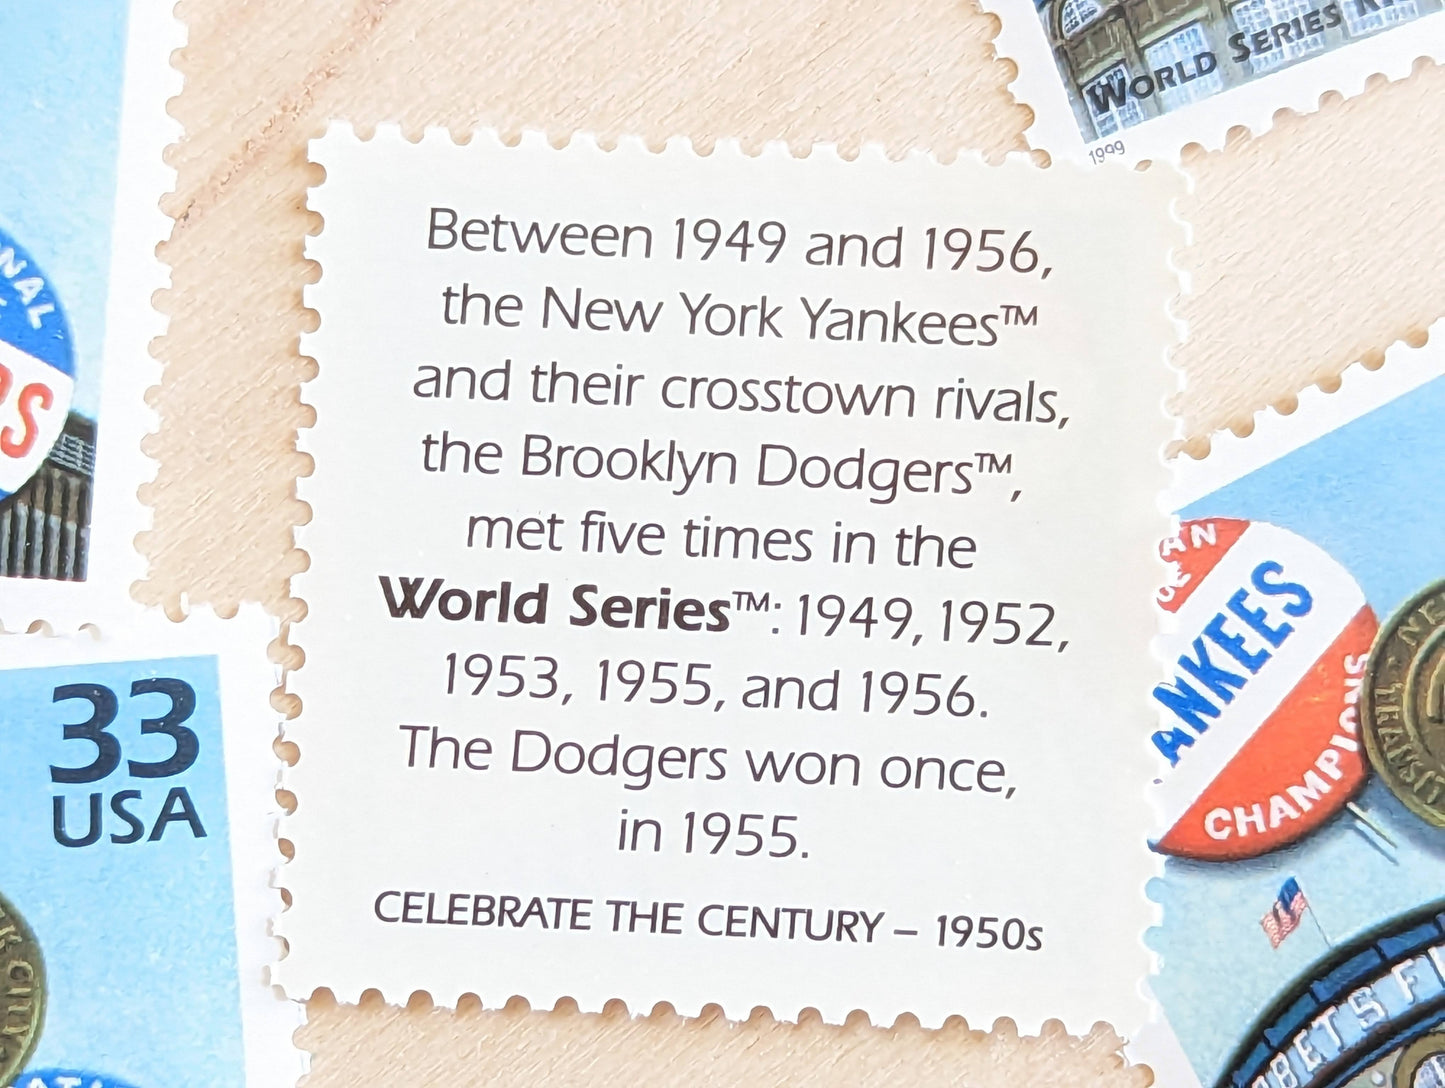 WORLD SERIES
1999
Between 1949 and 1956,
the New York Yankees™
and their crosstown rivals,
the Brooklyn Dodgers™,
met five times in the
World Series™: 1949, 1952,
1953, 1955, and 1956.
The Dodgers won once,
in 1955.
CELEBRATE THE CENTURY – 1950s
33
USA
CHAMPIONS